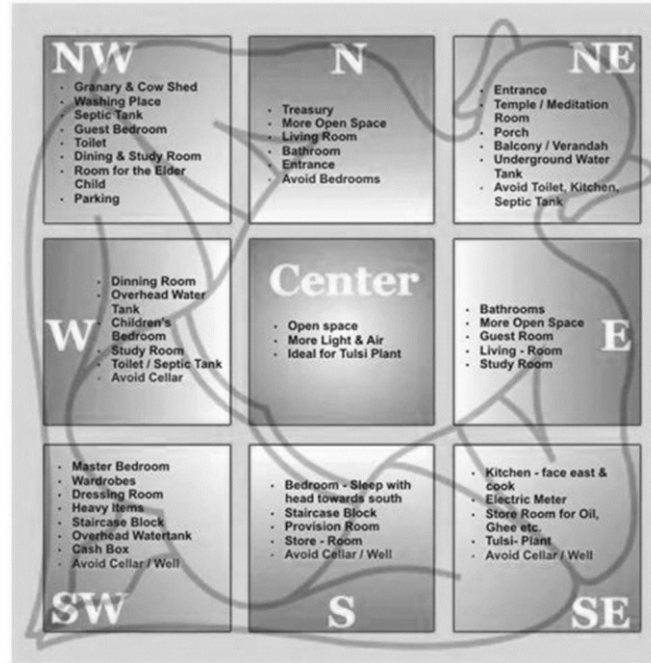 NW
· Granary & Cow Shed
· Washing Place
· Septic Tank
· Guest Bedroom
· Toilet
· Dining & Study Room
· Room for the Elder
Child
· Parking
N
· Treasury
· More Open Space
· Living Room
· Bathroom
· Entrance
· Avoid Bedrooms
NE
· Entrance
· Temple / Meditation
Room
· Porch
· Balcony / Verandah
· Underground Water
Tank
· Avoid Toilet, Kitchen,
Septic Tank
W
· Dinning Room
· Overhead Water
Tank
· Children's
Bedroom
· Study Room
· Toilet / Septic Tank
· Avoid Cellar
Center
· Open space
· More Light & Air
· Ideal for Tulsi Plant
E
· Bathrooms
· More Open Space
· Guest Room
· Living - Room
· Study Room
· Master Bedroom
· Wardrobes
· Dressing Room
· Heavy Items
· Staircase Block
· Overhead Watertank
· Cash Box
· Avoid Cellar / Well
SW
· Bedroom - Sleep with
head towards south
· Staircase Block
· Provision Room
· Store - Room
· Avoid Cellar / Well
S
· Kitchen - face east &
cook
· Electric Meter
· Store Room for Oil,
Ghee etc.
· Tulsi- Plant
· Avoid Cellar / Well
SE